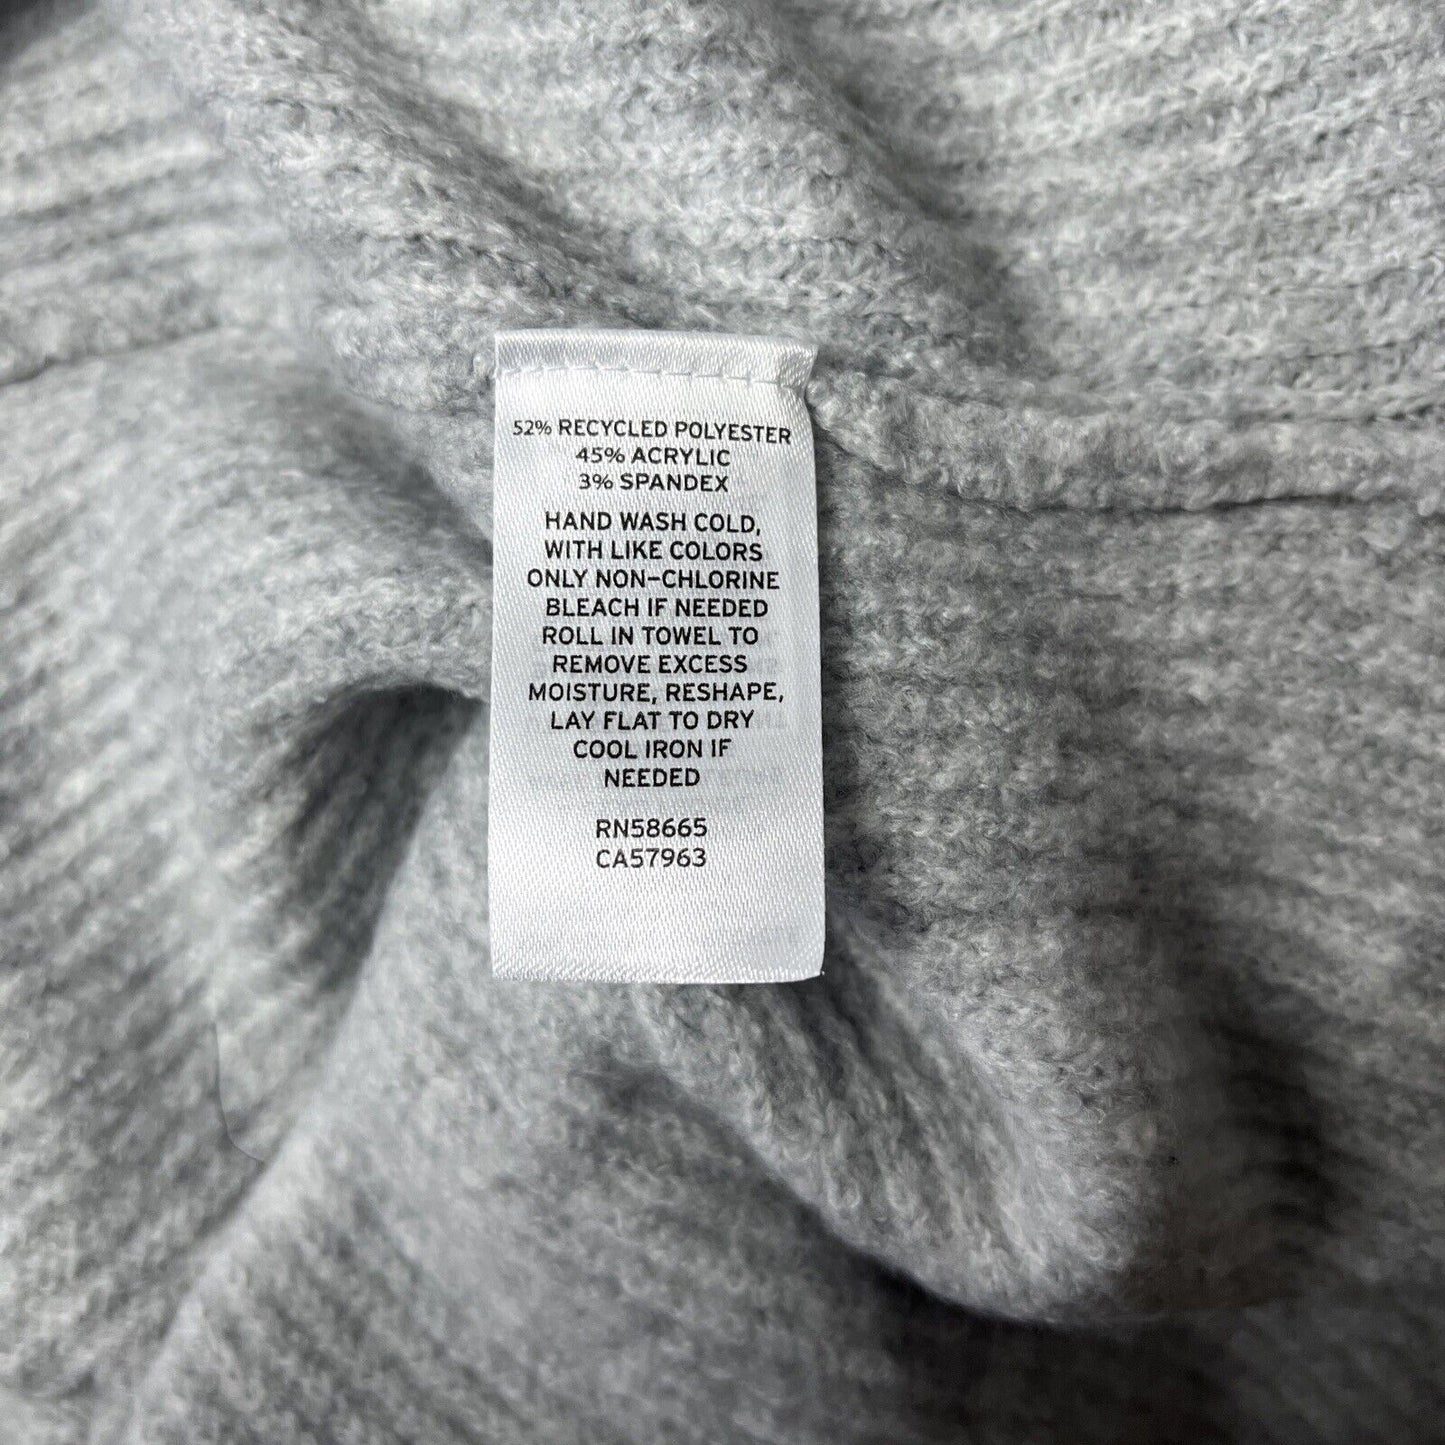 52% RECYCLED POLYESTER
45% ACRYLIC
3% SPANDEX
HAND WASH COLD,
WITH LIKE COLORS
ONLY NON-CHLORINE
BLEACH IF NEEDED
ROLL IN TOWEL TO
REMOVE EXCESS
MOISTURE, RESHAPE,
LAY FLAT TO DRY
COOL IRON IF
NEEDED
RN58665
CA57963